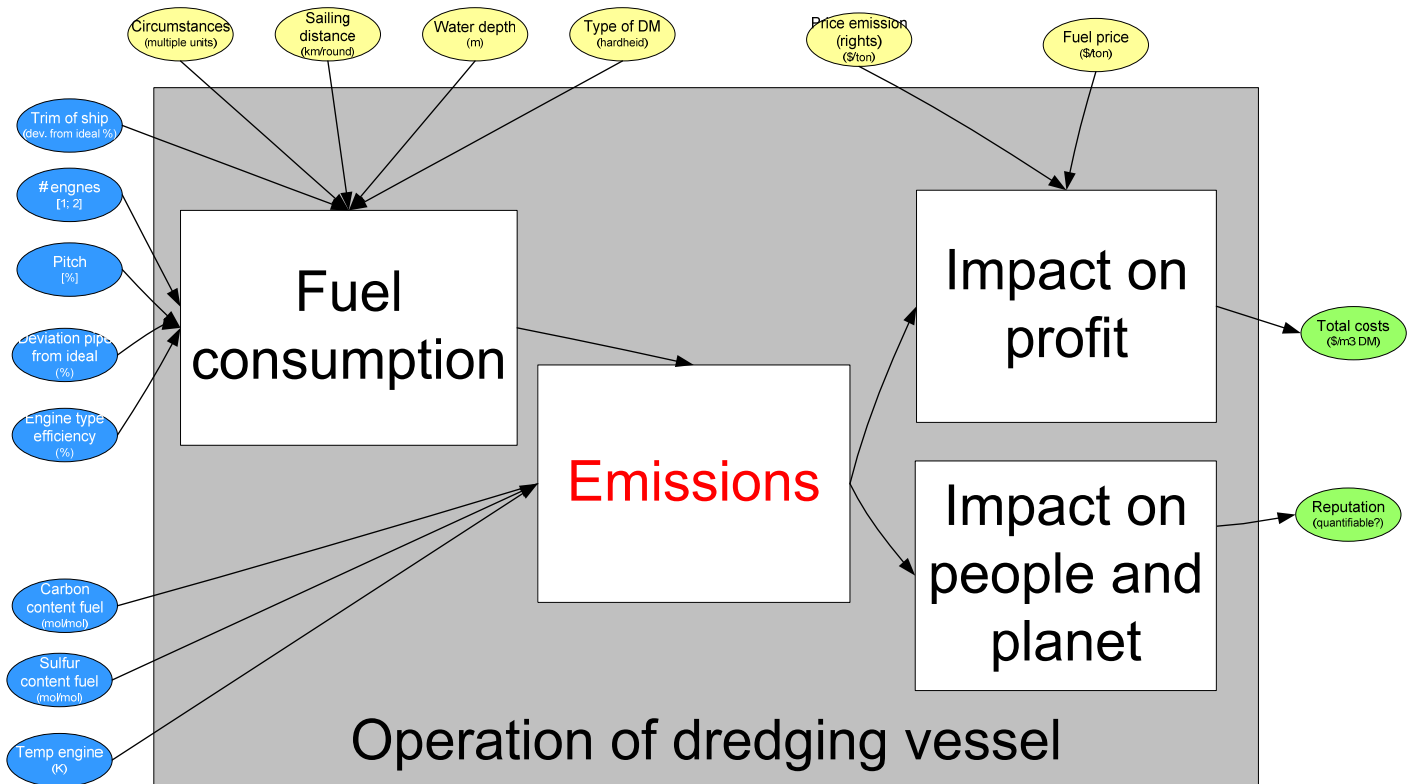 Circumstances
(multiple units)
Sailing
distance
(km/round)
Water depth
(m)
Type of DM
(hardheid)
Price emission
(rights)
($/ton)
Fuel price
($/ton)
Trim of ship
(dev. from ideal %)
# engnes
[1; 2]
Pitch
[%]
Deviation pipe
from ideal
(%)
Engine type
efficiency
(%)
Fuel
consumption
Emissions
Impact on
profit
Total costs
($/m3 DM)
Impact on
people and
planet
Reputation
(quantifiable?)
Carbon
content fuel
(mol/mol)
Sulfur
content fuel
(mol/mol)
Temp engine
(K)
Operation of dredging vessel